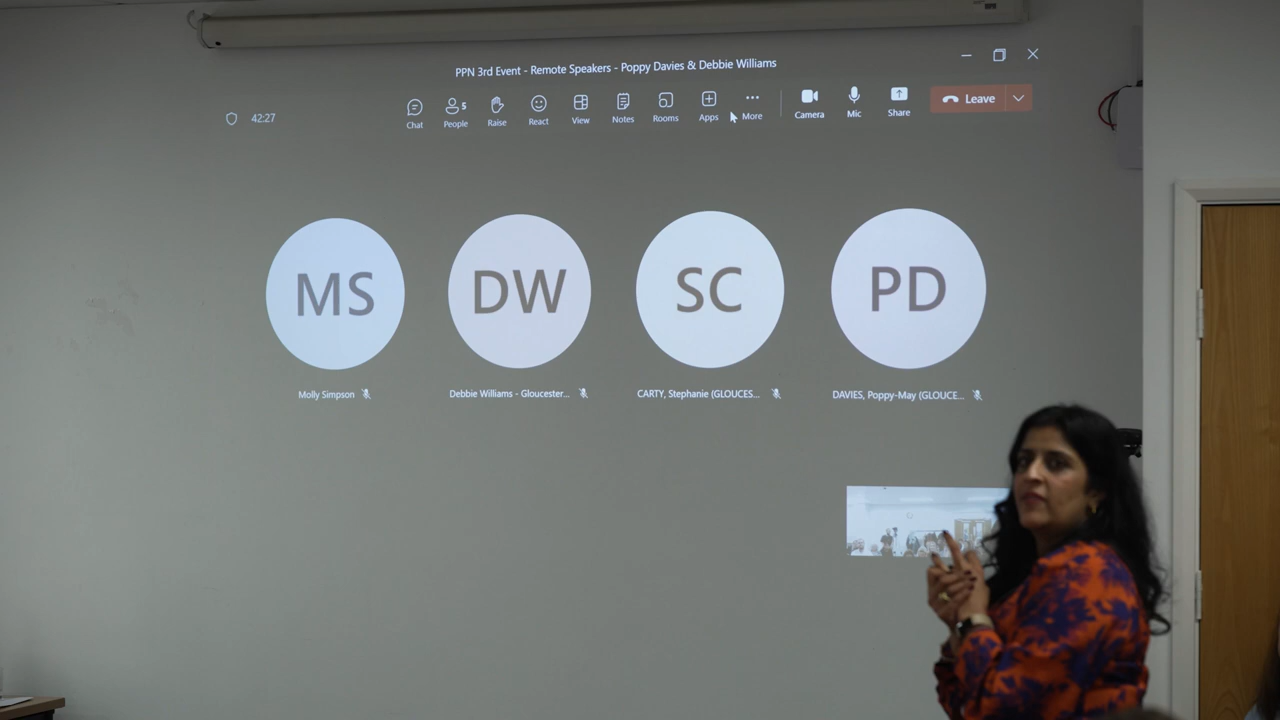 PPN 3rd Event - Remote Speakers - Poppy Davies & Debbie Williams
42:27
Chat
People 5
Raise
React
View
Notes
Rooms
Apps
More
Camera
Mic
Share
Leave
MS
DW
SC
PD
Molly Simpson
Debbie Williams - Gloucester...
CARTY, Stephanie (GLOUCES...
DAVIES, Poppy-May (GLOUCE...